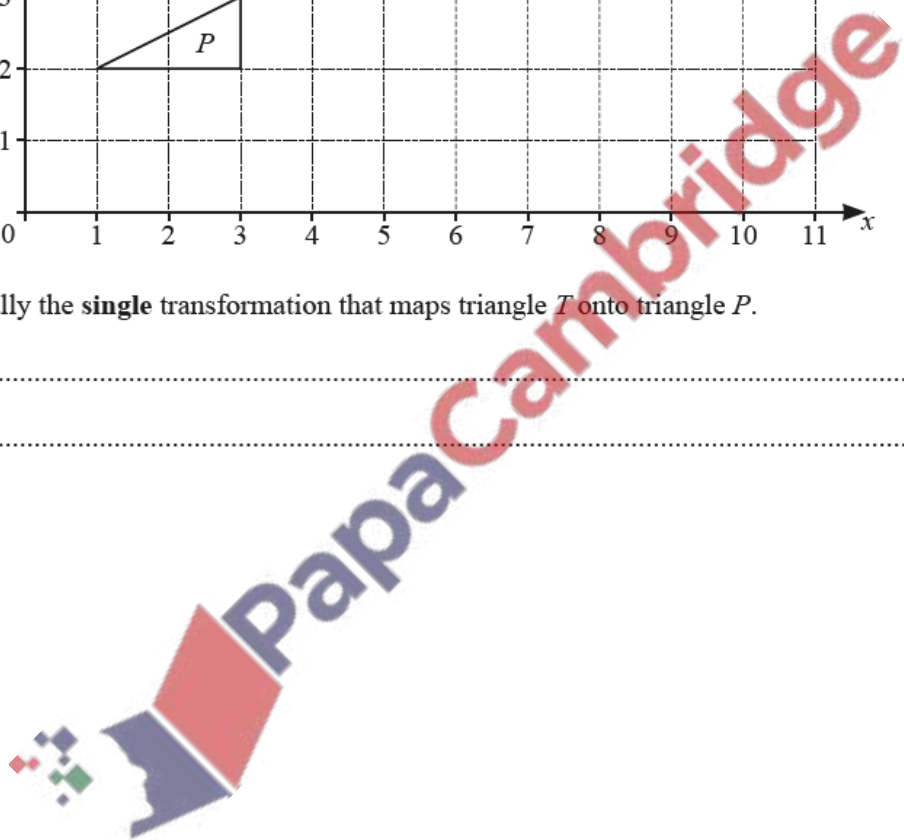 3
P
2
1
0 1 2 3 4 5 6 7 8 9 10 11 x
lly the single transformation that maps triangle T onto triangle P.
PapaCambridge